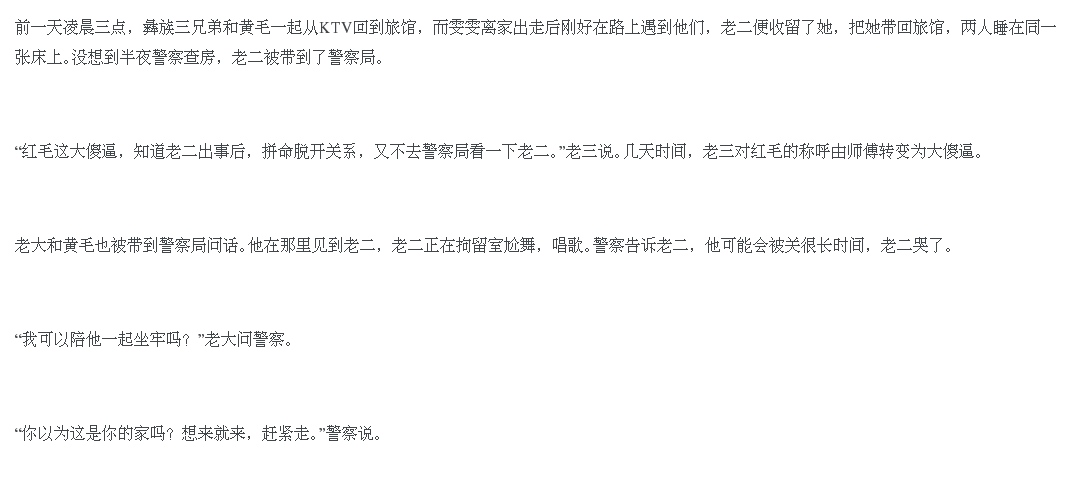 前一天凌晨三点，彝族三兄弟和黄毛一起从KTV回到旅馆，而雯雯离家出走后刚好在路上遇到他们，老二便收留了她，把她带回旅馆，两人睡在同一
张床上。没想到半夜警察查房，老二被带到了警察局。
“红毛这大傻逼，知道老二出事后，拼命脱开关系，又不去警察局看一下老二。”老三说。几天时间，老三对红毛的称呼由师傅转变为大傻逼。
老大和黄毛也被带到警察局问话。他在那里见到老二，老二正在拘留室尬舞，唱歌。警察告诉老二，他可能会被关很长时间，老二哭了。
“我可以陪他一起坐牢吗？”老大问警察。
“你以为这是你的家吗？想来就来，赶紧走。”警察说。